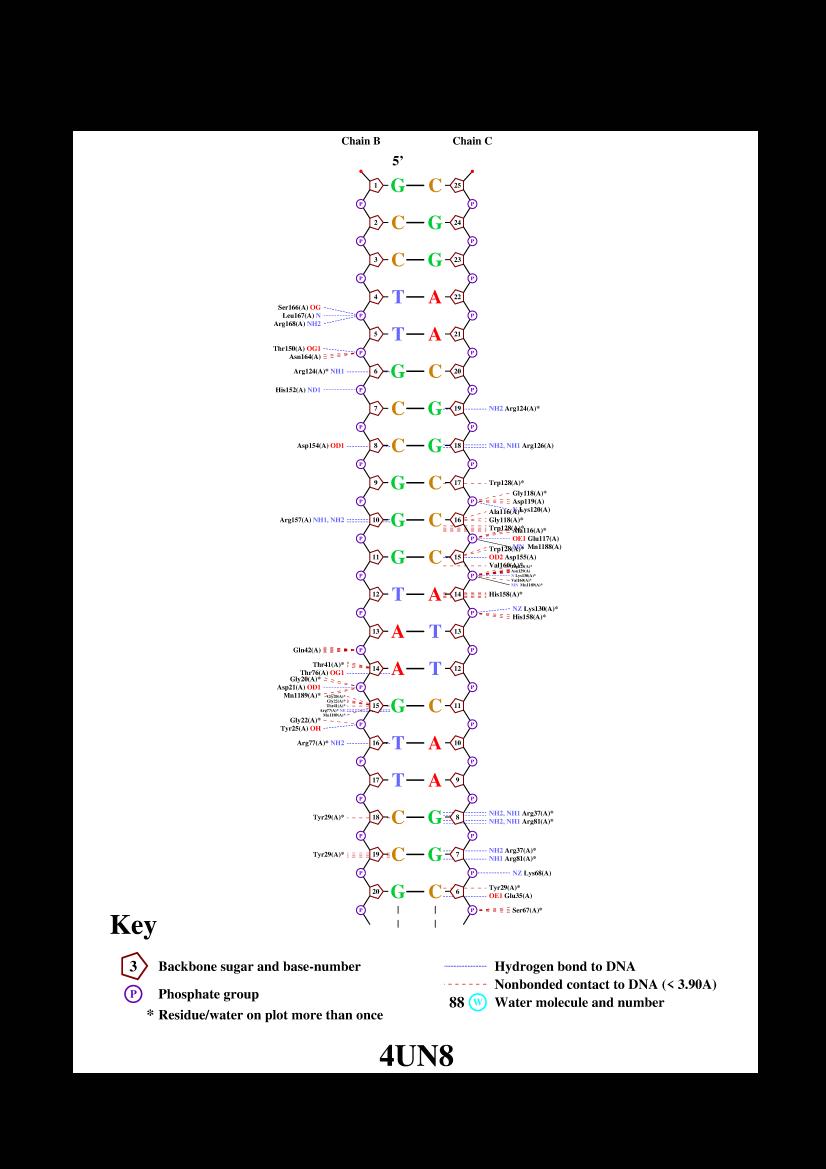 Chain B Chain C
5’
1 G C 25
P P
2 C G 24
P P
3 C G 23
P P
4 T A 22
Ser166(A) OG
Leu167(A) N P P
Arg168(A) NH2
5 T A 21
Thr150(A) OG1 P P
Asn164(A)
Arg124(A)* NH1 6 G C 20
His152(A) ND1 P P
7 C G 19 NH2 Arg124(A)*
P P
Asp154(A) OD1 8 C G 18 NH2, NH1 Arg126(A)
P P
9 G C 17 Trp128(A)*
Gly118(A)*
P P Asp119(A)
Lys120(A)
Ala116(A)*
Arg157(A) NH1, NH2 10 G C 16 Gly118(A)*
Trp128(A)*
Ala116(A)*
P P OE1 Glu117(A)
Mn1188(A)
Trp128(A)*
11 G C 15 OD2 Asp155(A)
Val160(A)*
P P
12 T A 14 His158(A)*
P P NZ Lys130(A)*
His158(A)*
13 A T 13
Gln42(A) P P
Thr41(A)*
14 A T 12
Thr76(A) OG1
Gly20(A)*
Asp21(A) OD1 P P
Mn1189(A)*
15 G C 11
Gly22(A)*
P P
Tyr25(A) OH
Arg77(A)* NH2 16 T A 10
P P
17 T A 9
P P
Tyr29(A)* 18 C G 8 NH2, NH1 Arg37(A)*
NH2, NH1 Arg81(A)*
P P
Tyr29(A)* 19 C G 7 NH2 Arg37(A)*
NH1 Arg81(A)*
P P NZ Lys68(A)
20 G C 6 Tyr29(A)*
OE1 Glu35(A)
P P Ser67(A)*
Key
3 Backbone sugar and base-number
P Phosphate group
* Residue/water on plot more than once
Hydrogen bond to DNA
Nonbonded contact to DNA (< 3.90A)
88 W Water molecule and number
4UN8